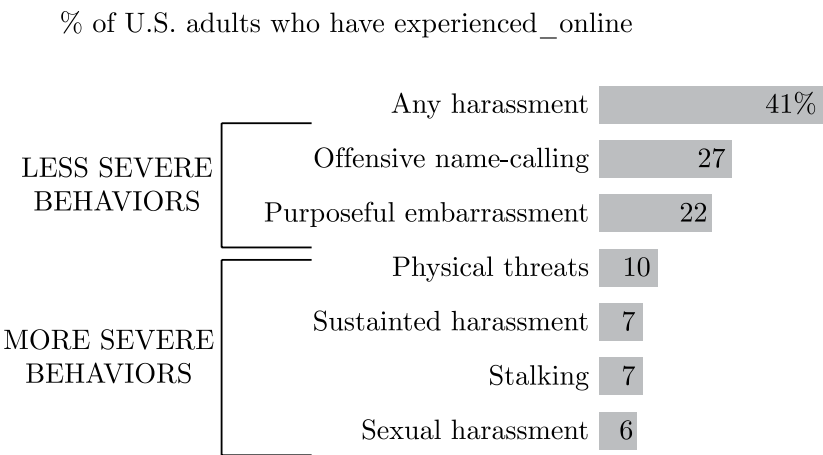 % of U.S. adults who have experienced_online
Any harassment 41%
LESS SEVERE
BEHAVIORS
Offensive name-calling 27
Purposeful embarrassment 22
MORE SEVERE
BEHAVIORS
Physical threats 10
Sustainted harassment 7
Stalking 7
Sexual harassment 6